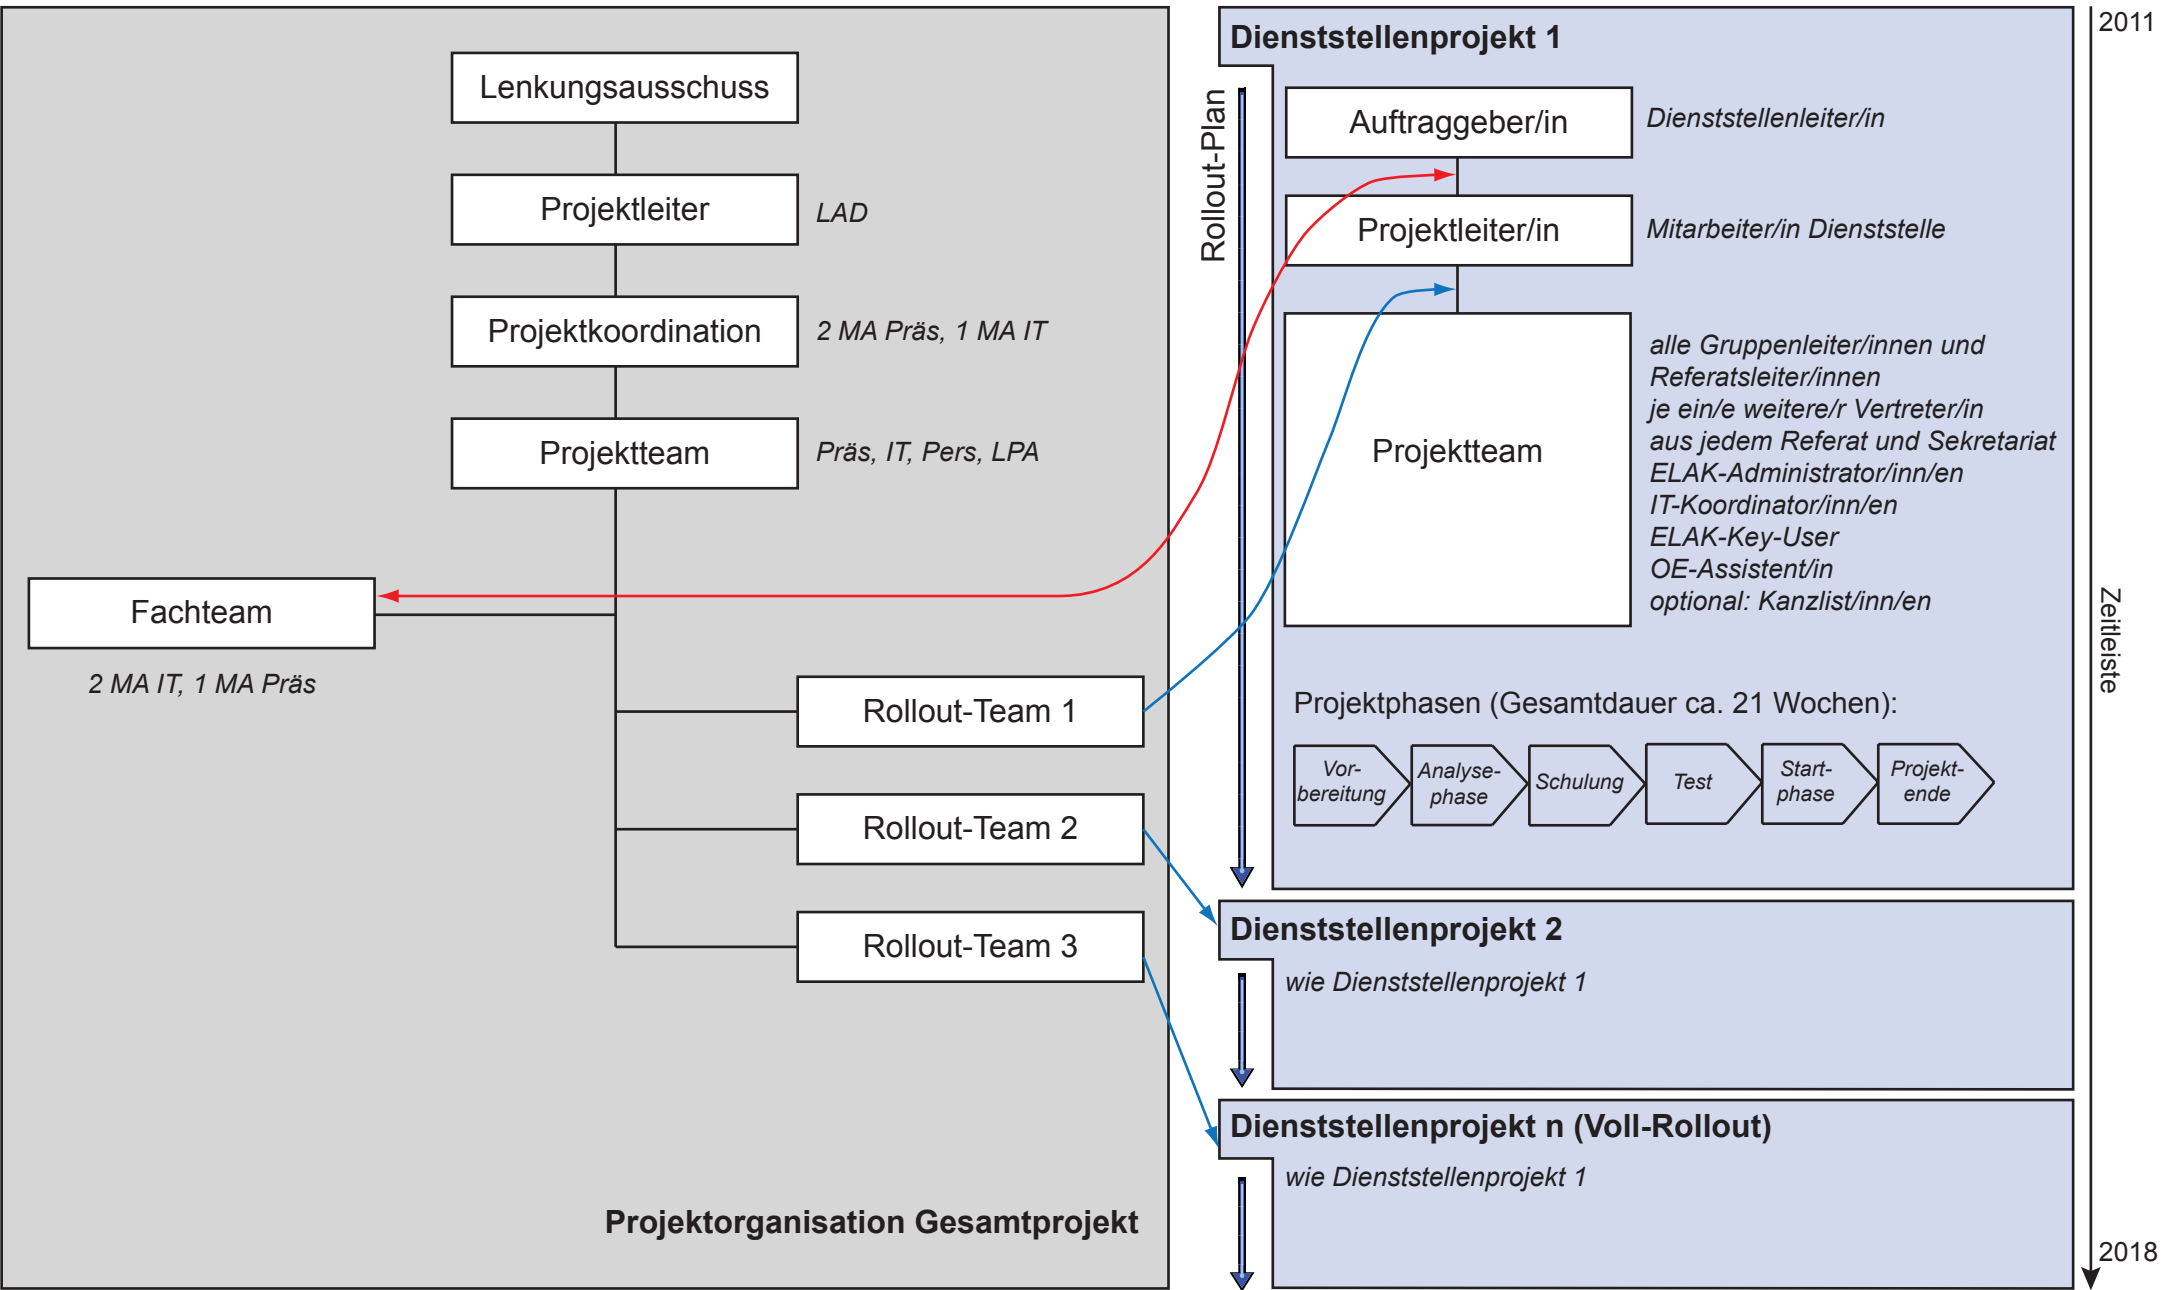 Lenkungsausschuss
Projektleiter
LAD
Projektkoordination
2 MA Präs, 1 MA IT
Projektteam
Präs, IT, Pers, LPA
Fachteam
2 MA IT, 1 MA Präs
Rollout-Team 1
Rollout-Team 2
Rollout-Team 3
Projektorganisation Gesamtprojekt
Rollout-Plan
Dienststellenprojekt 1
Auftraggeber/in
Dienststellenleiter/in
Projektleiter/in
Mitarbeiter/in Dienststelle
Projektteam
alle Gruppenleiter/innen und
Referatsleiter/innen
je ein/e weitere/r Vertreter/in
aus jedem Referat und Sekretariat
ELAK-Administrator/inn/en
IT-Koordinator/inn/en
ELAK-Key-User
OE-Assistent/in
optional: Kanzlist/inn/en
Projektphasen (Gesamtdauer ca. 21 Wochen):
Vor-
bereitung
Analyse-
phase
Schulung
Test
Start-
phase
Projekt-
ende
Dienststellenprojekt 2
wie Dienststellenprojekt 1
Dienststellenprojekt n (Voll-Rollout)
wie Dienststellenprojekt 1
2011
Zeitleiste
2018